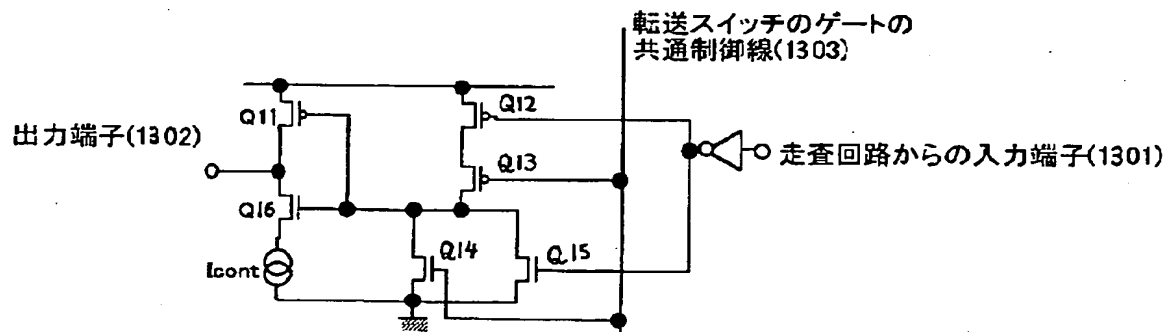 転送スイッチのゲートの
共通制御線(1303)
Q11
Q12
出力端子(1302)
走査回路からの入力端子(1301)
Q13
Q16
Q14
Q15
Icont